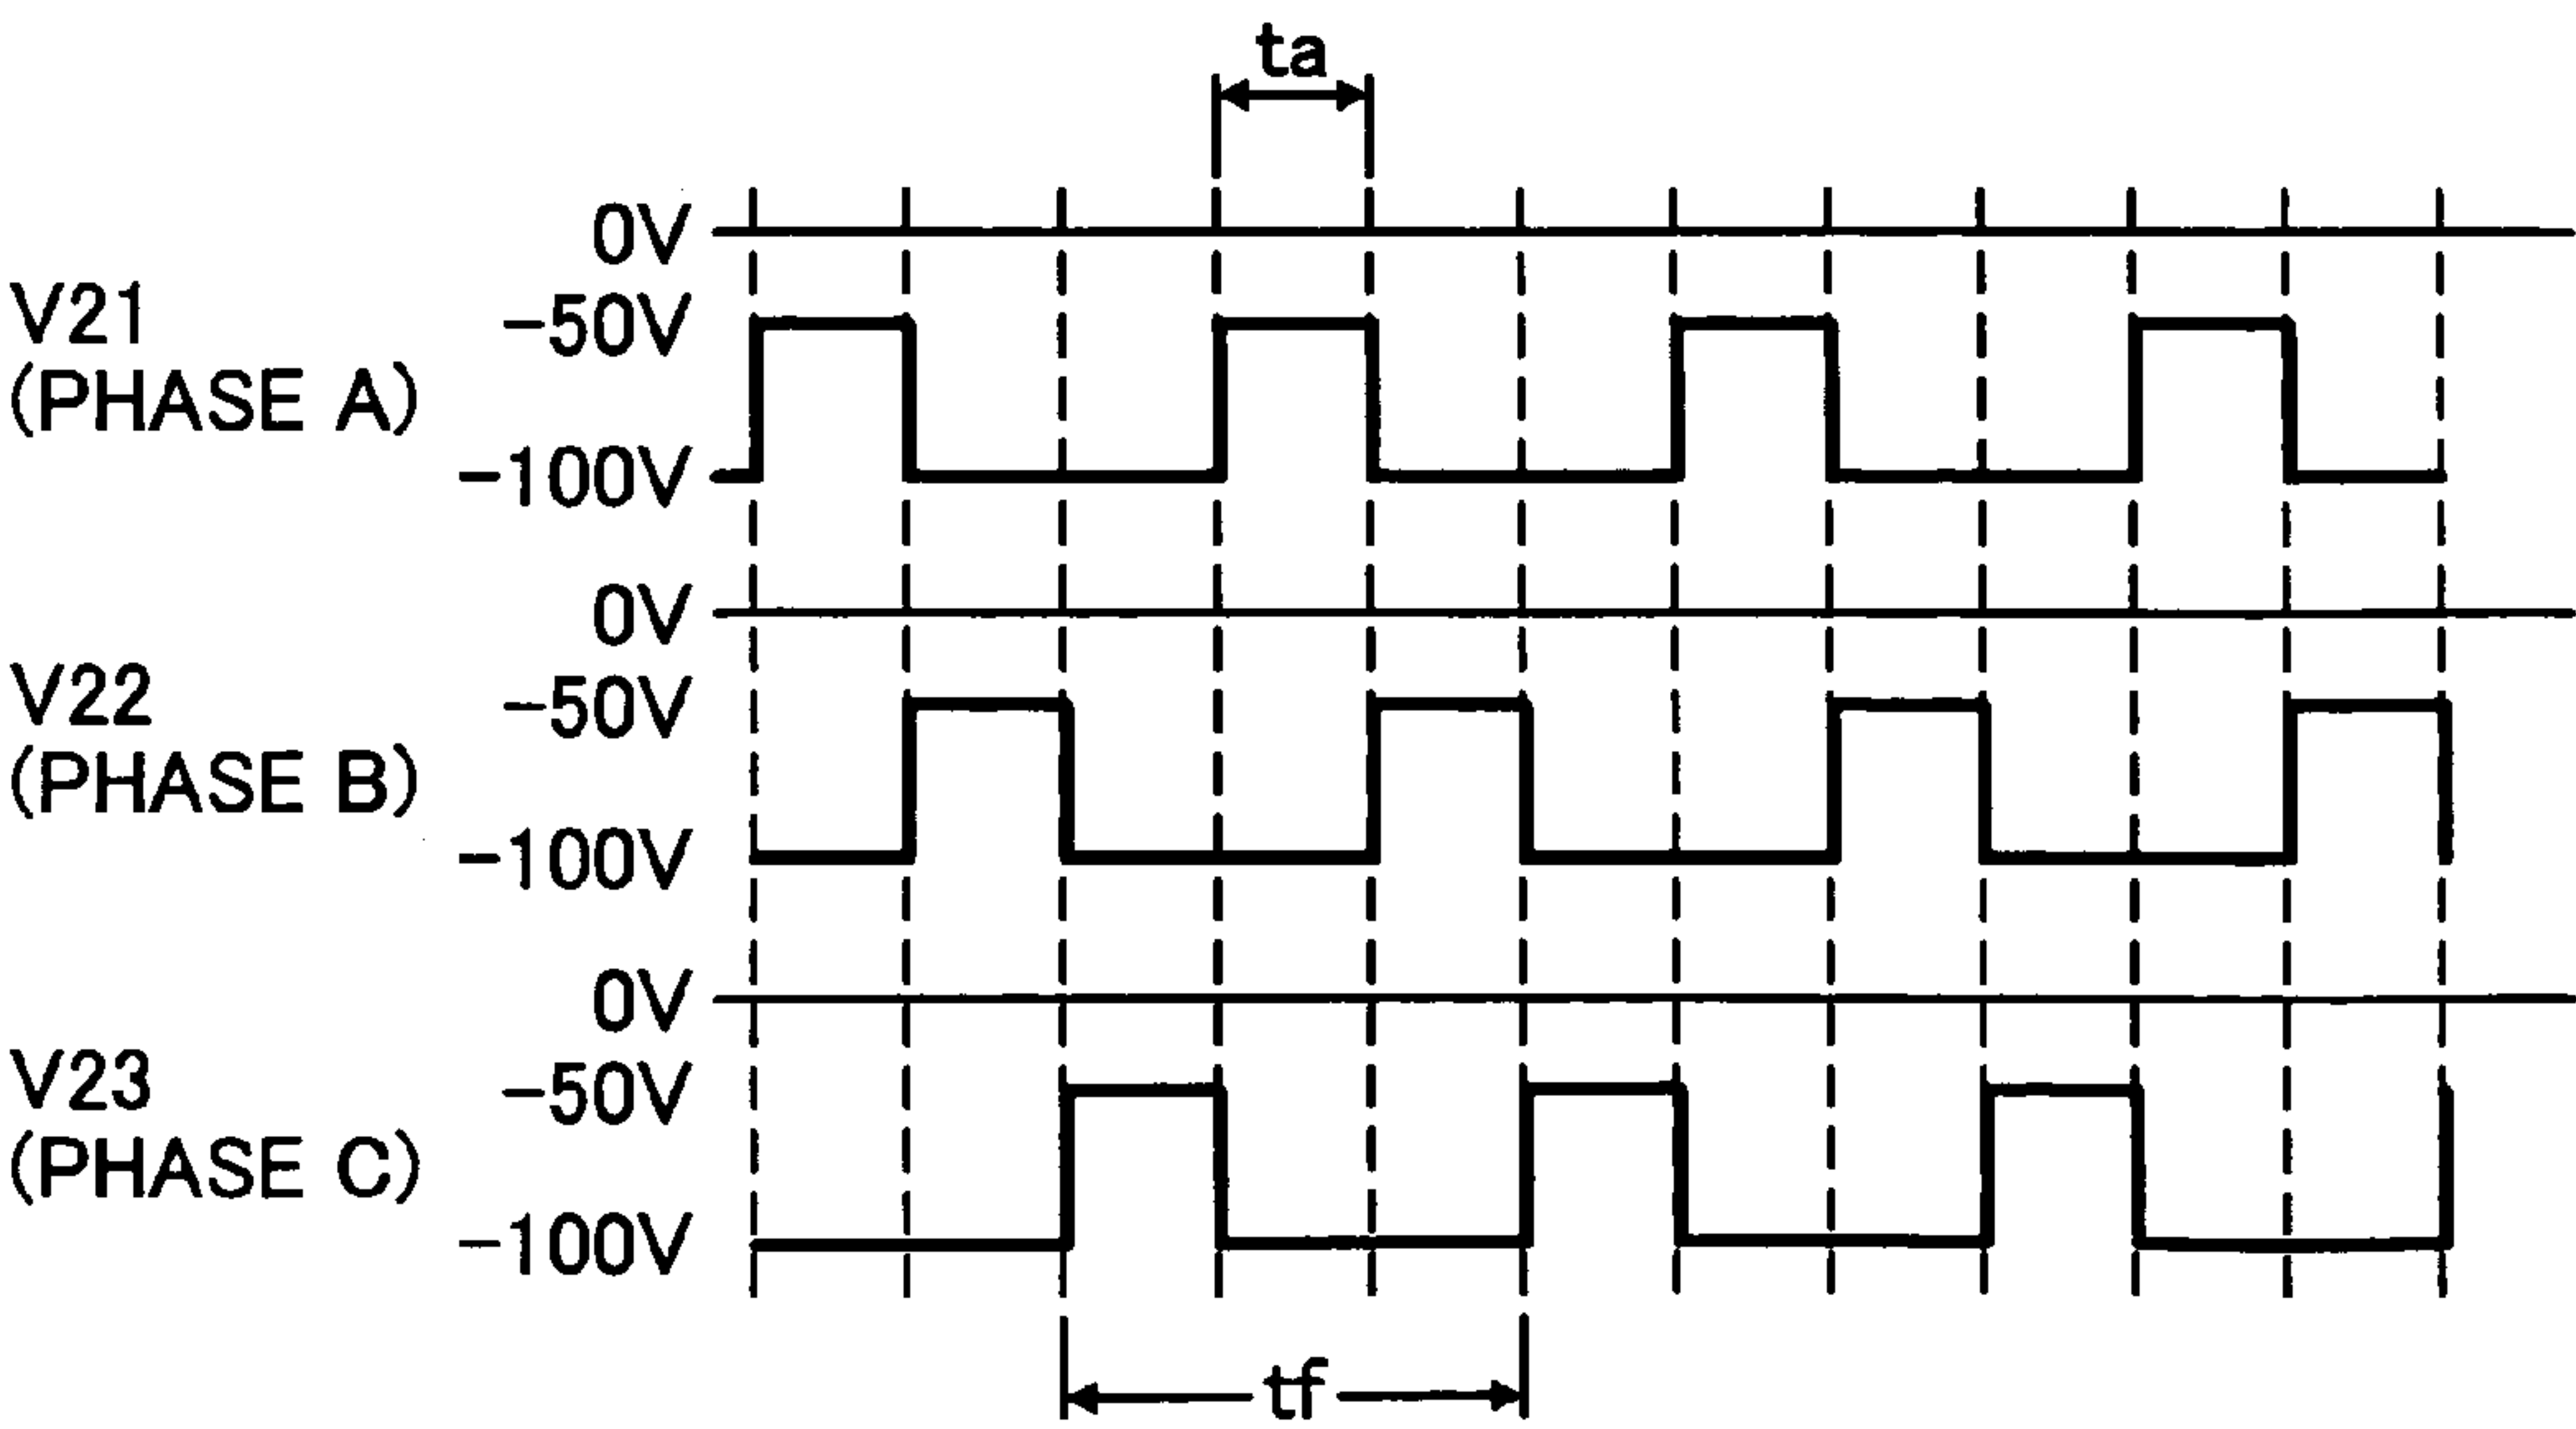 ta
0V
V21
(PHASE A)
-50V
-100V
0V
V22
(PHASE B)
-50V
-100V
0V
V23
(PHASE C)
-50V
-100V
tf